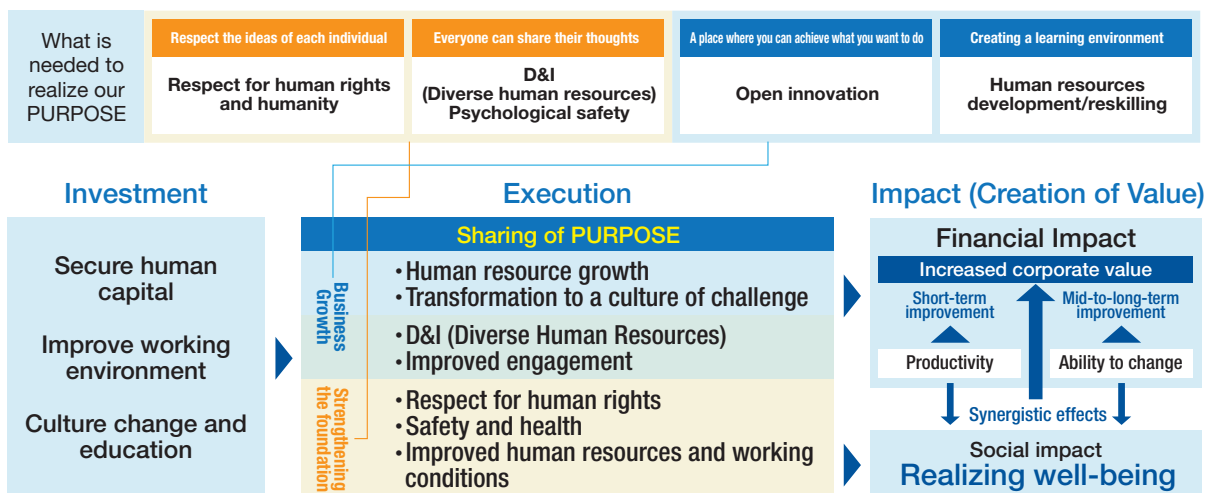 What is
needed to
realize our
PURPOSE
Respect the ideas of each individual
Respect for human rights
and humanity
Everyone can share their thoughts
D&I
(Diverse human resources)
Psychological safety
A place where you can achieve what you want to do
Open innovation
Creating a learning environment
Human resources
development/reskilling
Investment
Secure human
capital
Improve working
environment
Culture change and
education
Execution
Sharing of PURPOSE
Business
Growth
・Human resource growth
・Transformation to a culture of challenge
・D&I (Diverse Human Resources)
・Improved engagement
Strengthening
the foundation
・Respect for human rights
・Safety and health
・Improved human resources and working
conditions
Impact (Creation of Value)
Financial Impact
Increased corporate value
Short-term
improvement
Mid-to-long-term
improvement
Productivity
Ability to change
Synergistic effects
Social impact
Realizing well-being